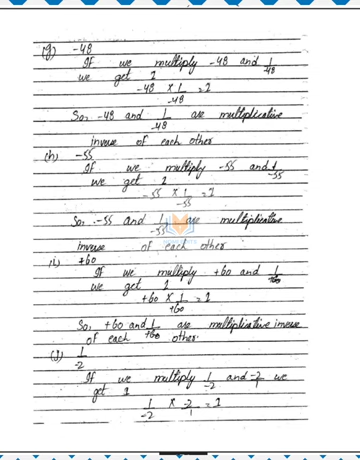 (g) -48
If we multiply -48 and 1/-48
we get 1
-48 × 1/-48 = 1
So, -48 and 1/-48 are multiplicative
inverse of each other
(h) -55
If we multiply -55 and 1/-55
we get 1
-55 × 1/-55 = 1
So, -55 and 1/-55 are multiplicative
inverse of each other
(i) +60
If we multiply +60 and 1/+60
we get 1
+60 × 1/+60 = 1
So, +60 and 1/+60 are multiplicative inverse
of each other.
(j) 1/-2
If we multiply 1/-2 and -2/1 we
get 1
1/-2 × -2/1 = 1